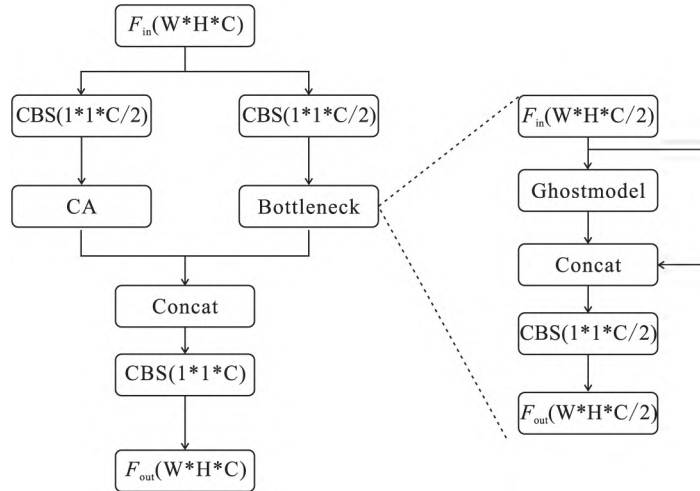 F_in(W*H*C)
CBS(1*1*C/2)
CBS(1*1*C/2)
CA
Bottleneck
Concat
CBS(1*1*C)
F_out(W*H*C)
F_in(W*H*C/2)
Ghostmodel
Concat
CBS(1*1*C/2)
F_out(W*H*C/2)